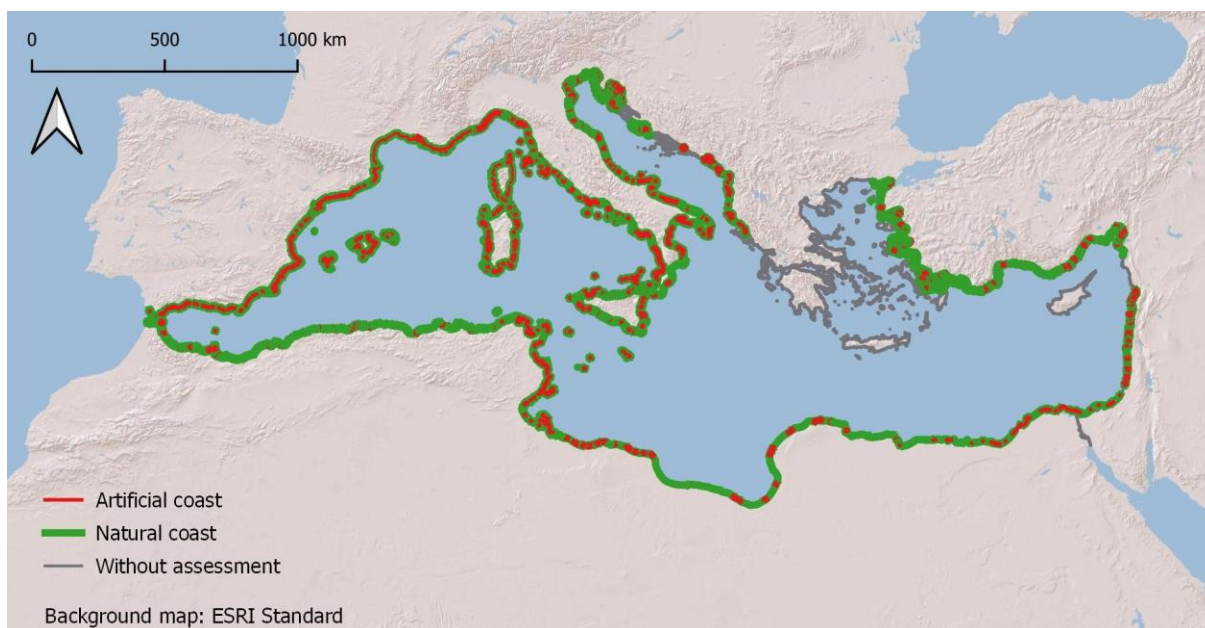 0 500 1000 km
Artificial coast
Natural coast
Without assessment
Background map: ESRI Standard